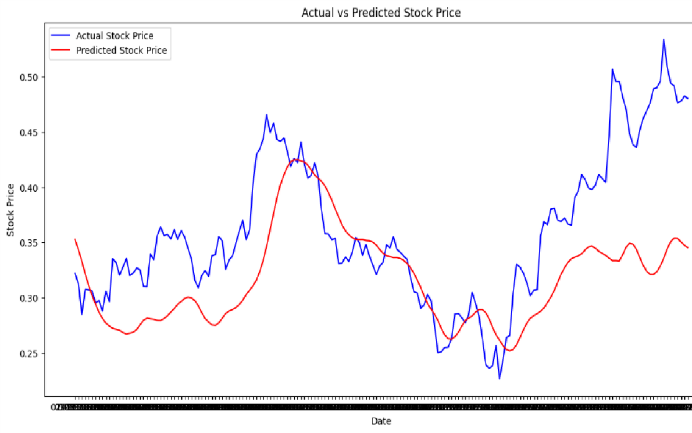 Actual vs Predicted Stock Price
Actual Stock Price
Predicted Stock Price
0.50
0.45
0.40
0.35
0.30
0.25
Stock Price
Date